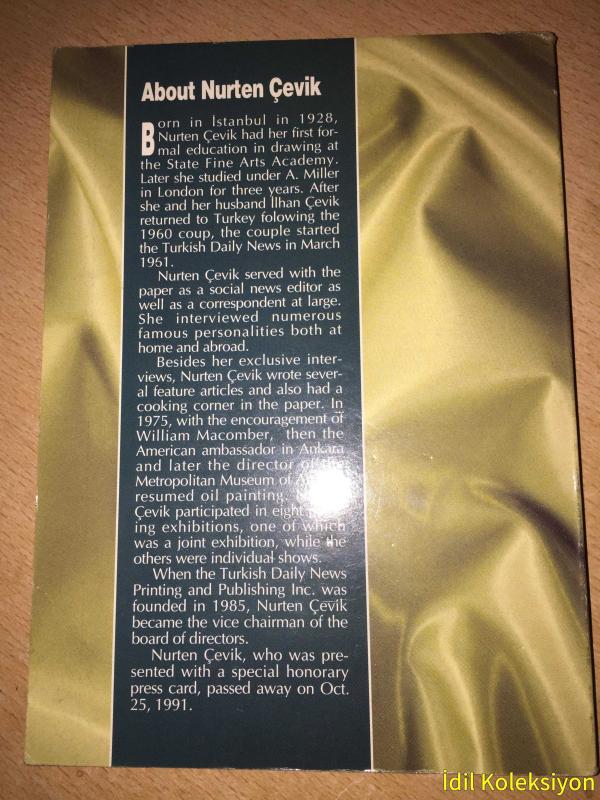 About Nurten Çevik
Born in Istanbul in 1928,
Nurten Çevik had her first for-
mal education in drawing at
the State Fine Arts Academy.
Later she studied under A. Miller
in London for three years. After
she and her husband İlhan Çevik
returned to Turkey folowing the
1960 coup, the couple started
the Turkish Daily News in March
1961.
Nurten Çevik served with the
paper as a social news editor as
well as a correspondent at large.
She interviewed numerous
famous personalities both at
home and abroad.
Besides her exclusive inter-
views, Nurten Çevik wrote sever-
al feature articles and also had a
cooking corner in the paper. In
1975, with the encouragement of
William Macomber, then the
American ambassador in Ankara
and later the director of the
Metropolitan Museum of
resumed oil painting.
Çevik participated in eight
ing exhibitions, one of which
was a joint exhibition, while the
others were individual shows.
When the Turkish Daily News
Printing and Publishing Inc. was
founded in 1985, Nurten Çevik
became the vice chairman of the
board of directors.
Nurten Çevik, who was pre-
sented with a special honorary
press card, passed away on Oct.
25, 1991.
İdil Koleksiyon